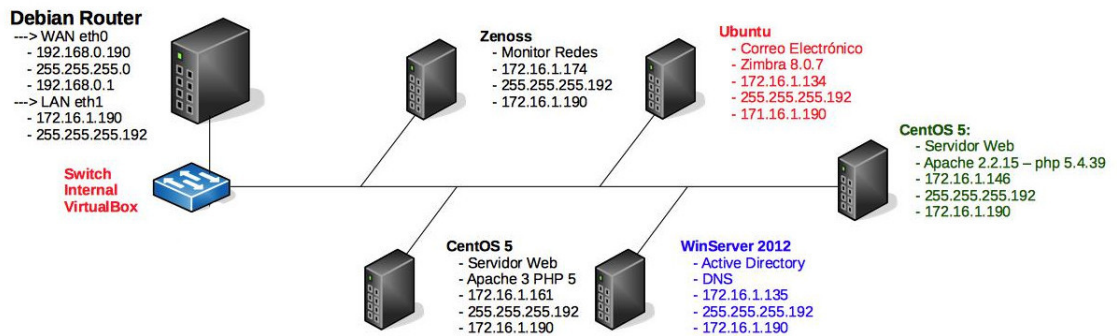 Debian Router
---> WAN eth0
- 192.168.0.190
- 255.255.255.0
- 192.168.0.1
---> LAN eth1
- 172.16.1.190
- 255.255.255.192
Zenoss
- Monitor Redes
- 172.16.1.174
- 255.255.255.192
- 172.16.1.190
Ubuntu
- Correo Electrónico
- Zimbra 8.0.7
- 172.16.1.134
- 255.255.255.192
- 171.16.1.190
CentOS 5:
- Servidor Web
- Apache 2.2.15 – php 5.4.39
- 172.16.1.146
- 255.255.255.192
- 172.16.1.190
Switch
Internal
VirtualBox
CentOS 5
- Servidor Web
- Apache 3 PHP 5
- 172.16.1.161
- 255.255.255.192
- 172.16.1.190
WinServer 2012
- Active Directory
- DNS
- 172.16.1.135
- 255.255.255.192
- 172.16.1.190